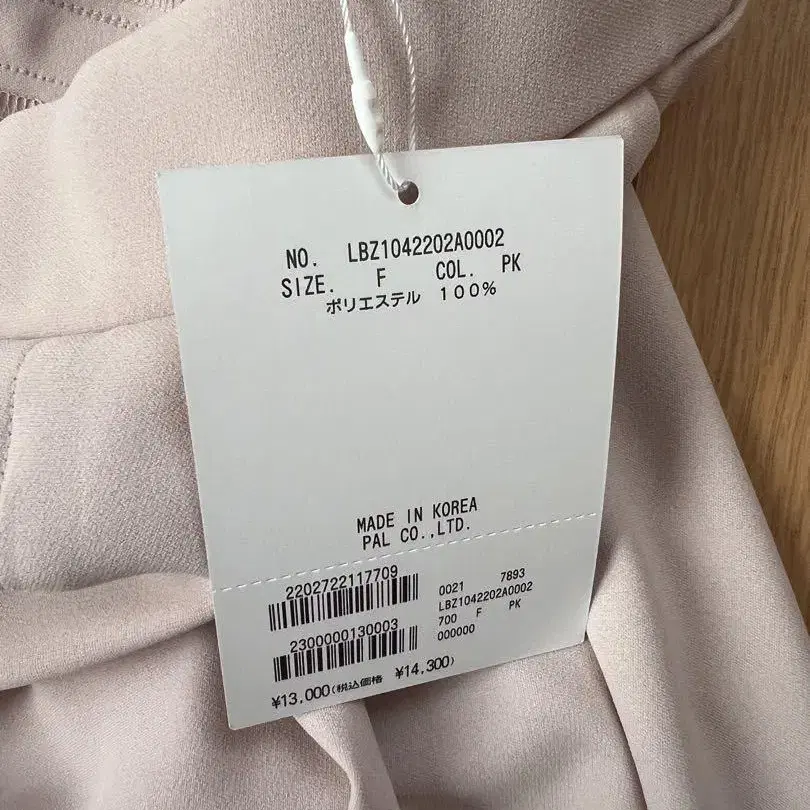 NO. LBZ1042202A0002
SIZE. F COL. PK
ポリエステル 100%
MADE IN KOREA
PAL CO.,LTD.
2202722117709
2300000130003
¥13,000(税込価格 ¥14,300)
0021 7893
LBZ1042202A0002
700 F PK
000000